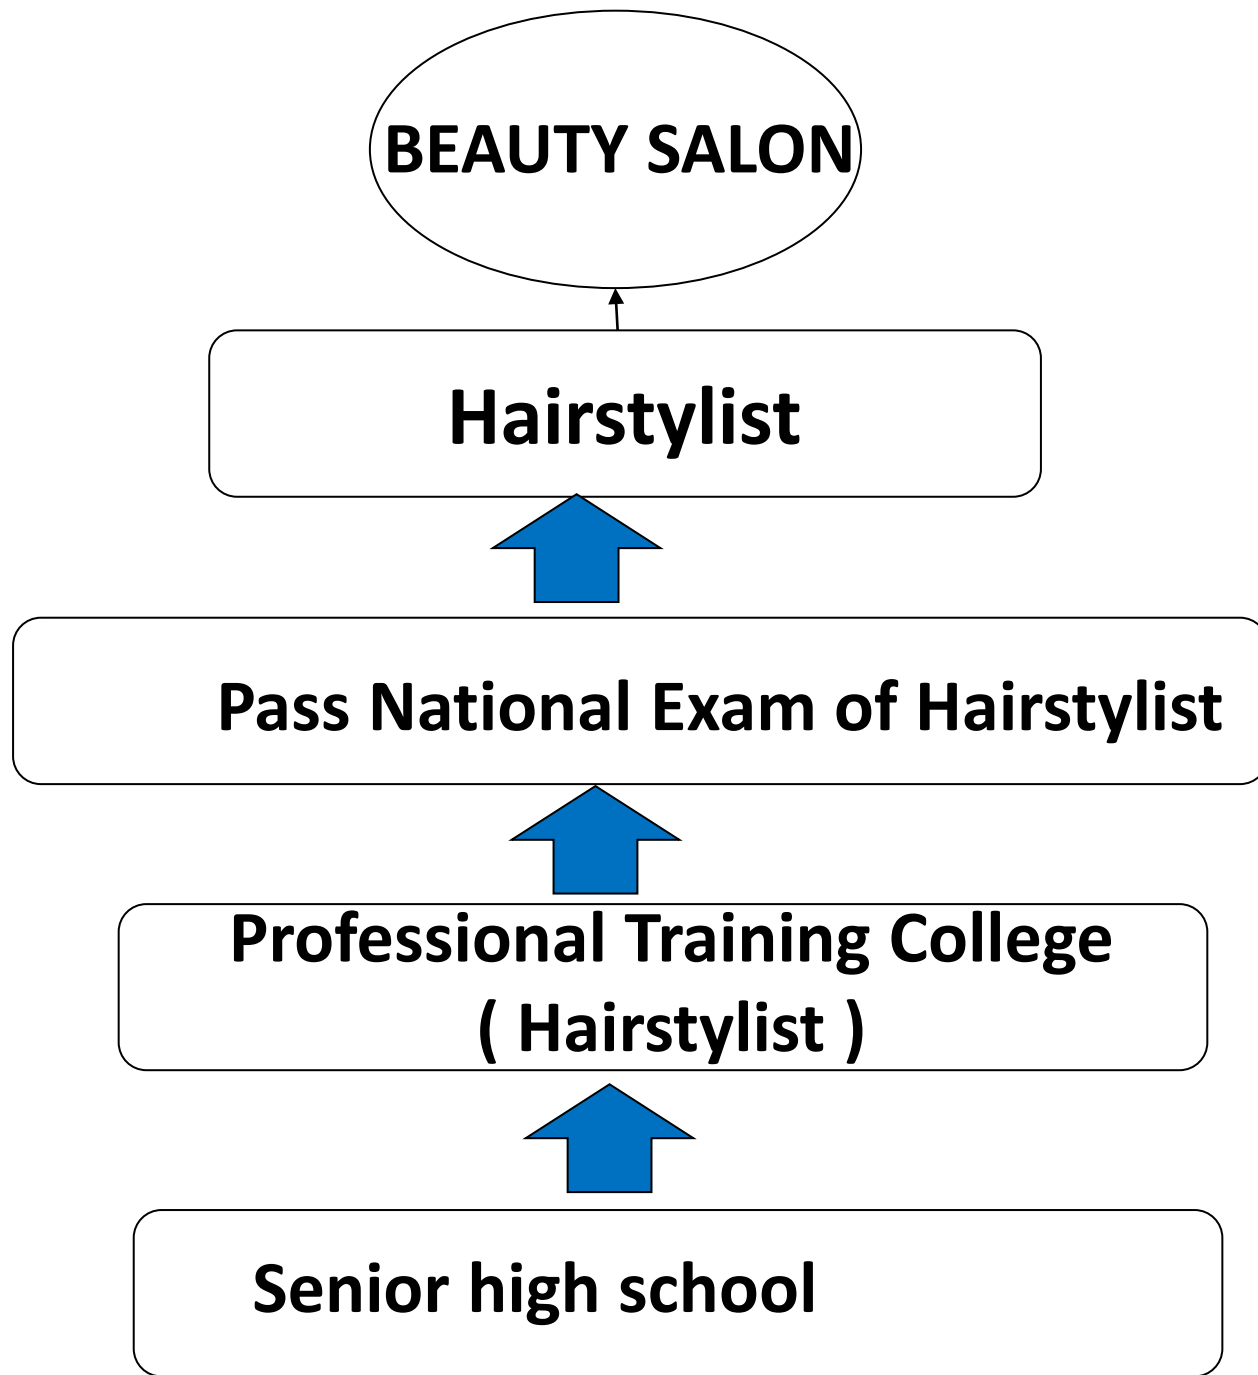 BEAUTY SALON
Hairstylist
Pass National Exam of Hairstylist
Professional Training College
( Hairstylist )
Senior high school